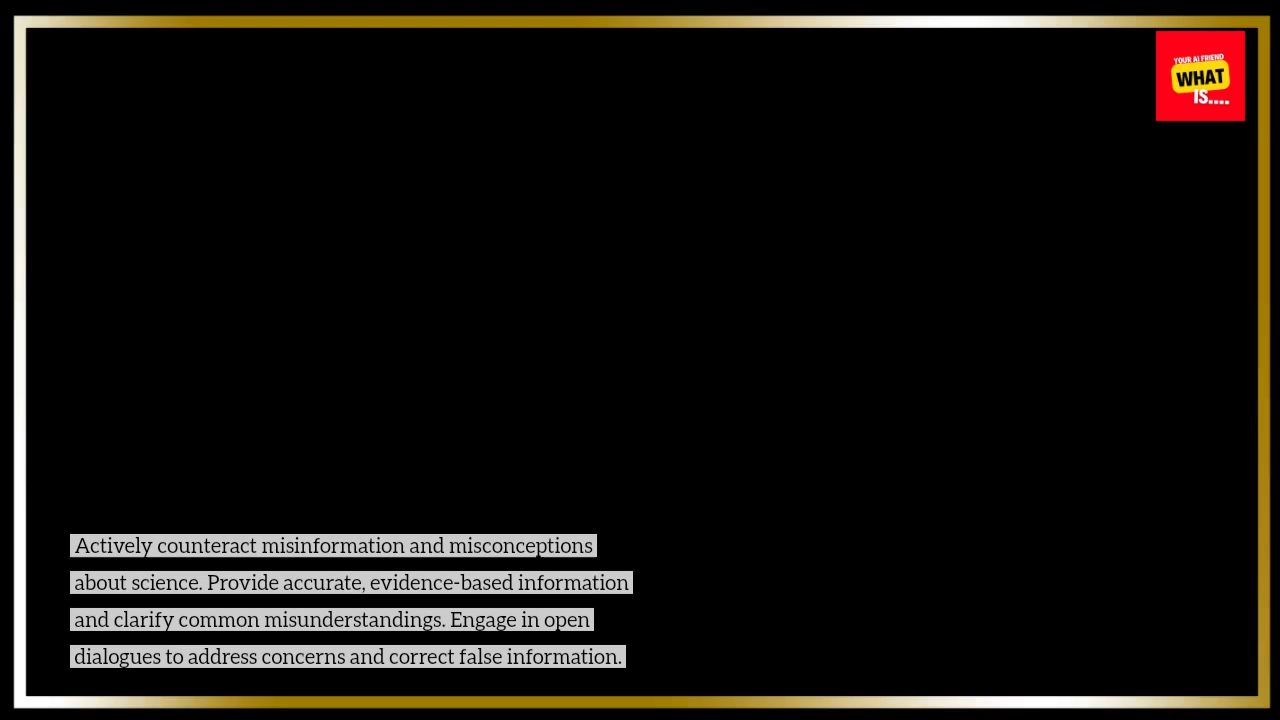 YOUR AI FRIEND
WHAT
IS....
Actively counteract misinformation and misconceptions
about science. Provide accurate, evidence-based information
and clarify common misunderstandings. Engage in open
dialogues to address concerns and correct false information.